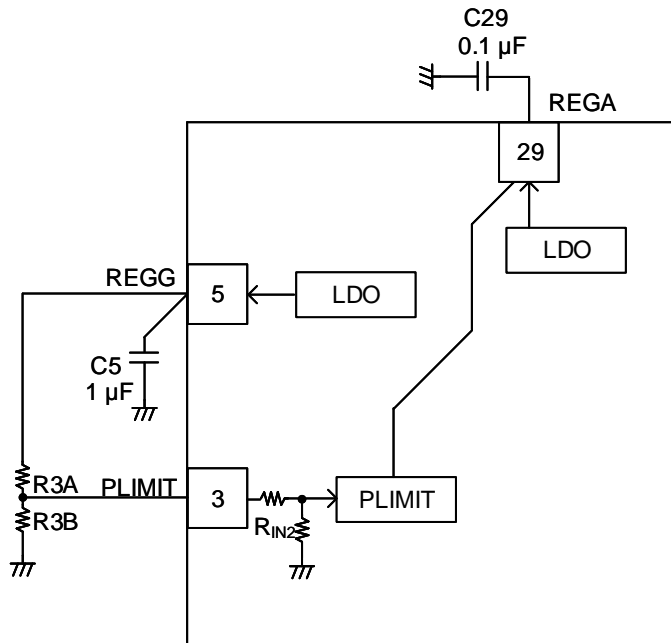 C29
0.1 µF
REGA
29
LDO
REGG
5
LDO
C5
1 µF
R3A
PLIMIT
3
PLIMIT
R3B
RIN2